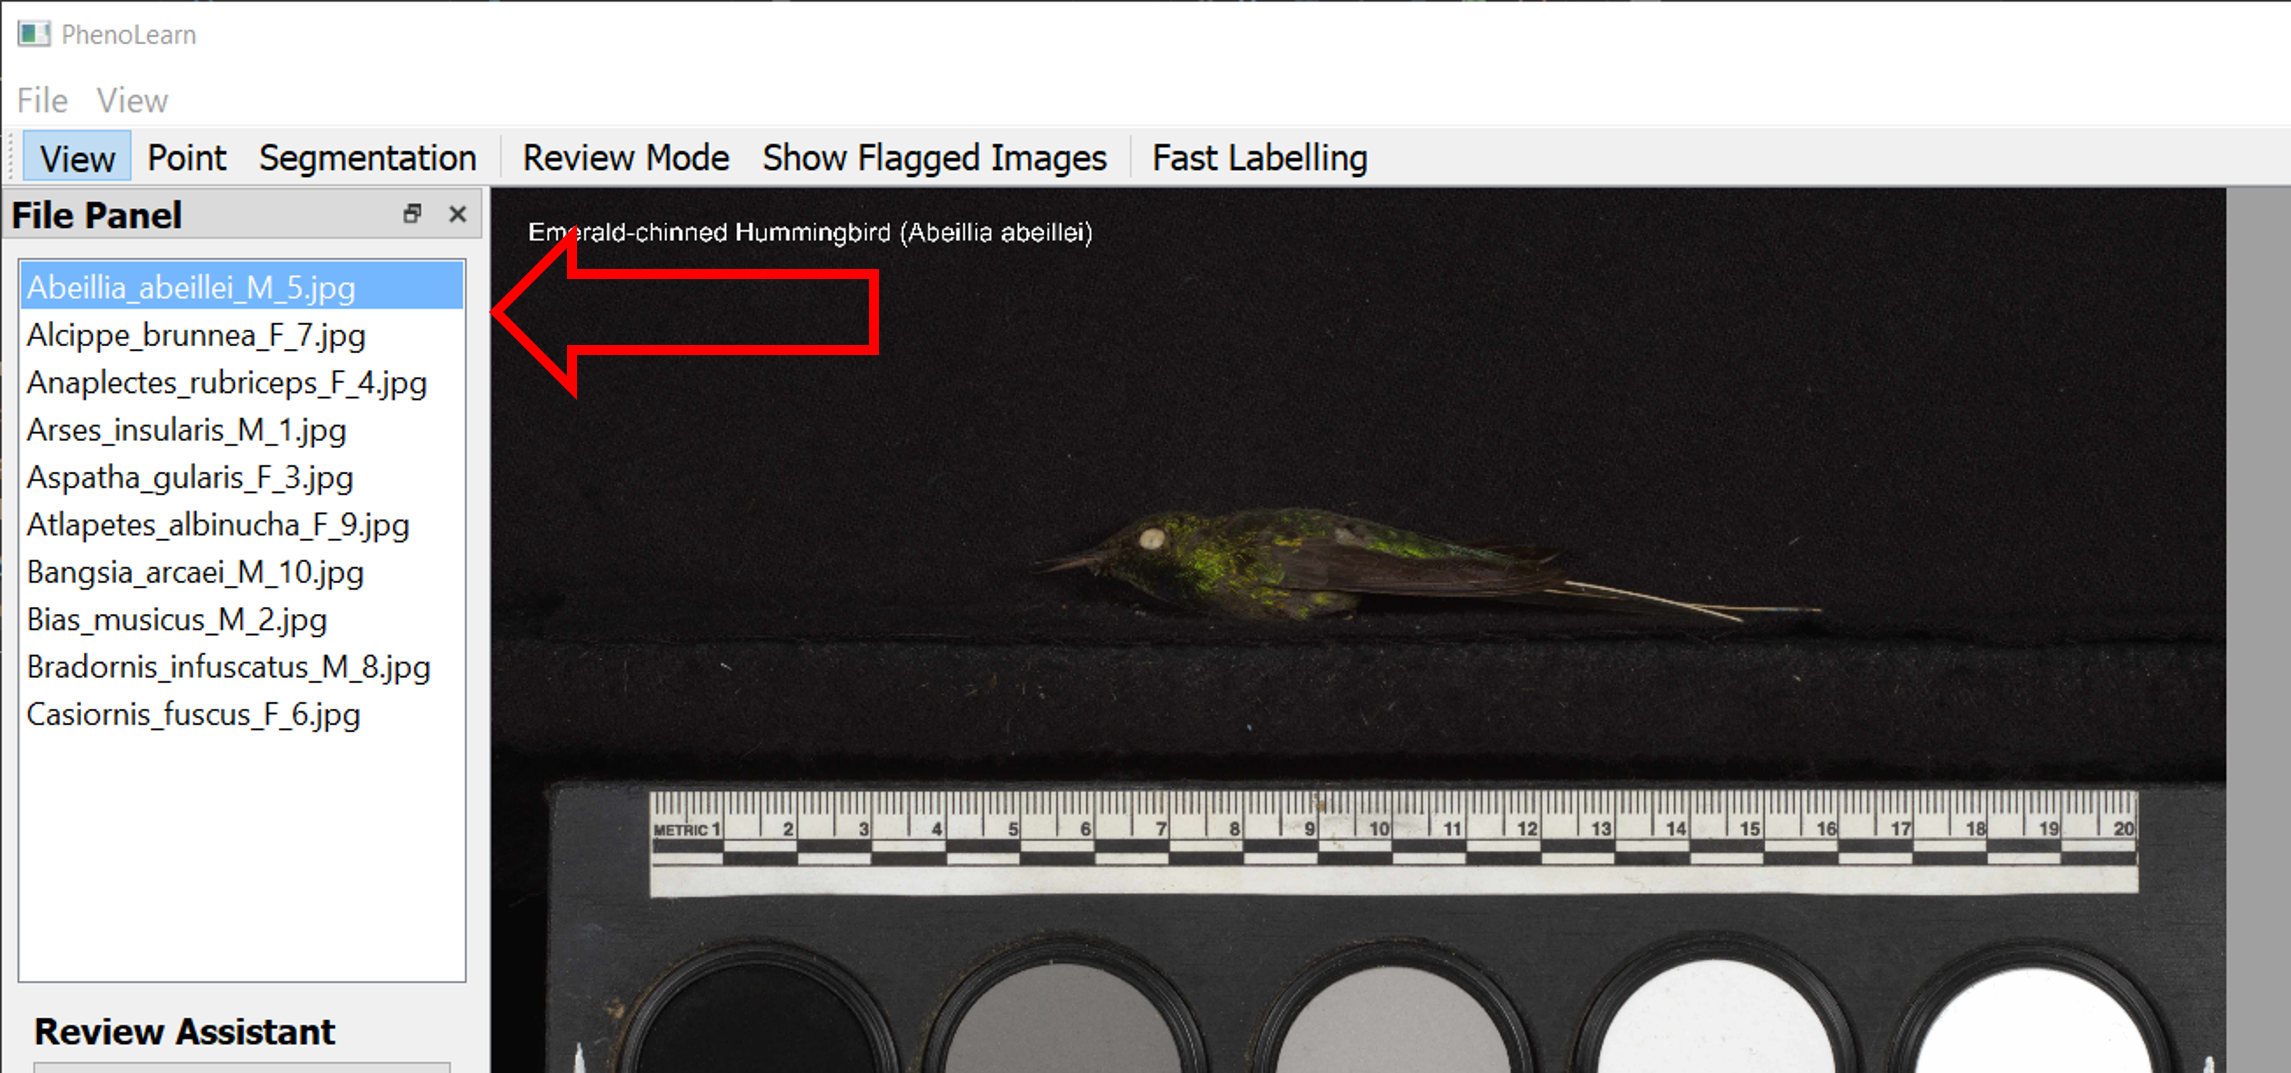 PhenoLearn
File View
View Point Segmentation Review Mode Show Flagged Images Fast Labelling
File Panel
Emerald-chinned Hummingbird (Abeillia abeillei)
Abeillia_abeillei_M_5.jpg
Alcippe_brunnea_F_7.jpg
Anaplectes_rubriceps_F_4.jpg
Arses_insularis_M_1.jpg
Aspatha_gularis_F_3.jpg
Atlapetes_albinucha_F_9.jpg
Bangsia_arcaei_M_10.jpg
Bias_musicus_M_2.jpg
Bradornis_infuscatus_M_8.jpg
Casiornis_fuscus_F_6.jpg
METRIC 1 2 3 4 5 6 7 8 9 10 11 12 13 14 15 16 17 18 19 20
Review Assistant